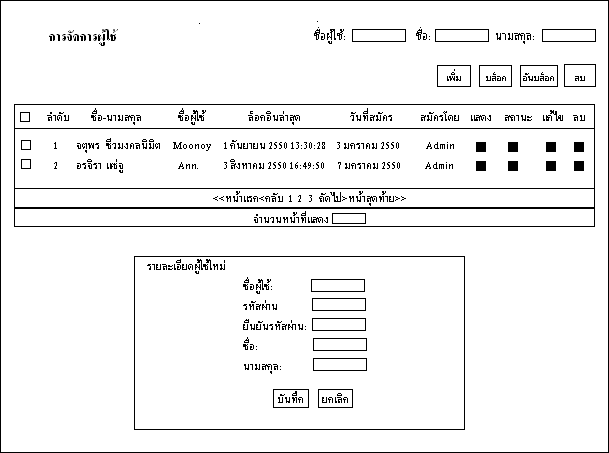 การจัดการผู้ใช้ ชื่อผู้ใช้: ชื่อ: นามสกุล:
เพิ่ม บล็อค อันบล็อค ลบ
ลำดับ ชื่อ-นามสกุล ชื่อผู้ใช้ ล็อคอินล่าสุด วันที่สมัคร สมัครโดย แสดง สถานะ แก้ไข ลบ
1 จตุพร ชีวมงคลนิมิต Moonoy 1 กันยายน 2550 13:30:28 3 มกราคม 2550 Admin
2 อรจิรา แซ่จู Ann. 3 สิงหาคม 2550 16:49:50 7 มกราคม 2550 Admin
<<หน้าแรก<กลับ 1 2 3 ถัดไป>หน้าสุดท้าย>>
จำนวนหน้าที่แสดง
รายละเอียดผู้ใช้ใหม่
ชื่อผู้ใช้:
รหัสผ่าน
ยืนยันรหัสผ่าน:
ชื่อ:
นามสกุล:
บันทึก ยกเลิก